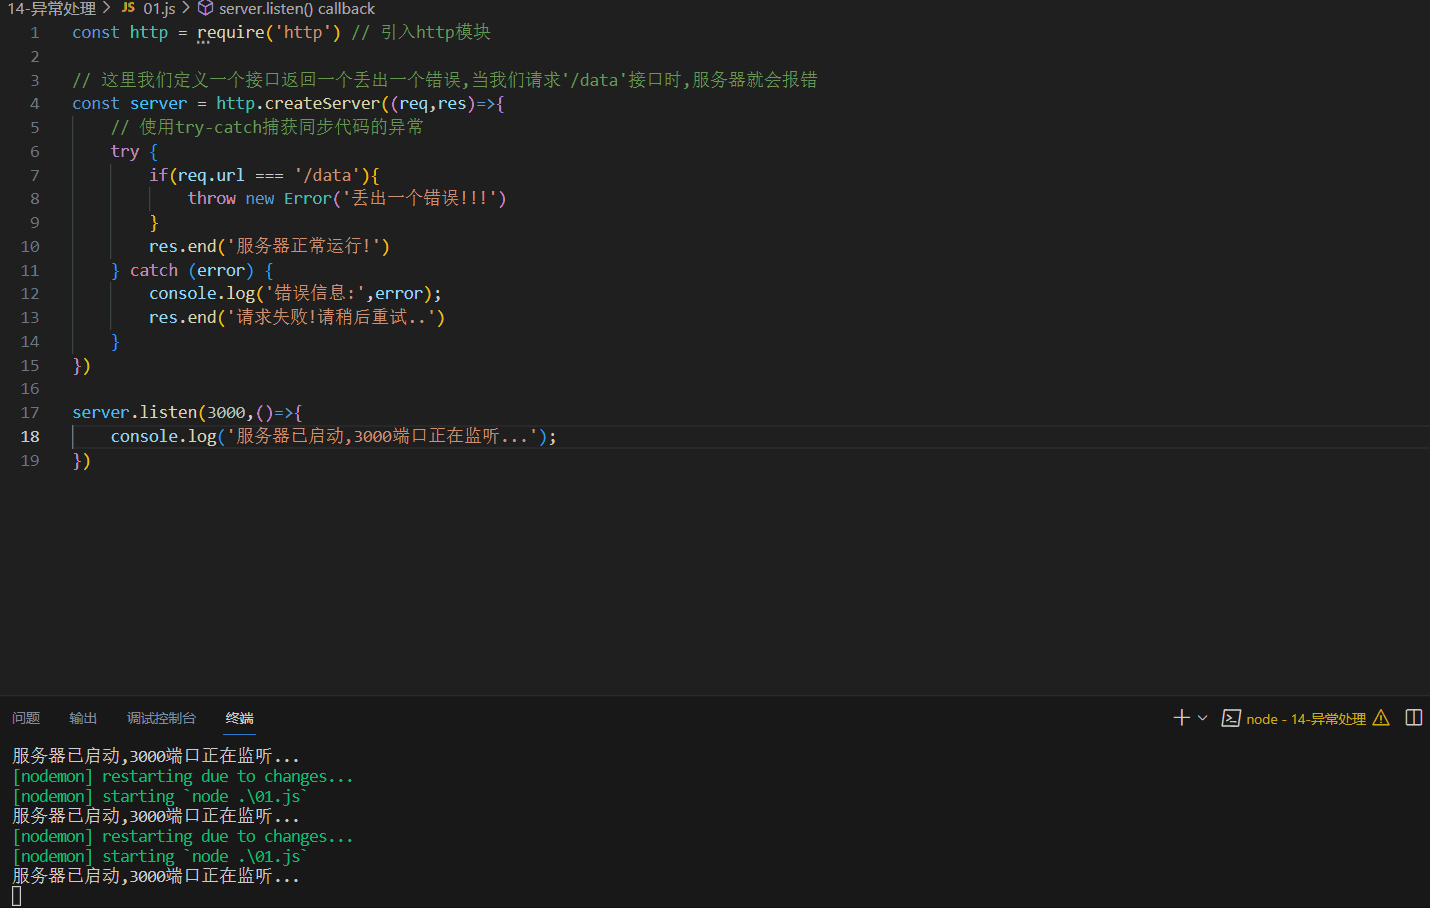 14-异常处理 > JS 01.js > server.listen() callback
1 const http = require('http') // 引入http模块
2
3 // 这里我们定义一个接口返回一个丢出一个错误,当我们请求'/data'接口时,服务器就会报错
4 const server = http.createServer((req,res)=>{
5     // 使用try-catch捕获同步代码的异常
6     try {
7         if(req.url === '/data'){
8             throw new Error('丢出一个错误!!!')
9         }
10         res.end('服务器正常运行!')
11     } catch (error) {
12         console.log('错误信息:',error);
13         res.end('请求失败!请稍后重试..')
14     }
15 })
16
17 server.listen(3000,()=>{
18     console.log('服务器已启动,3000端口正在监听...');
19 })
问题 输出 调试控制台 终端 node - 14-异常处理
服务器已启动,3000端口正在监听...
[nodemon] restarting due to changes...
[nodemon] starting `node .\01.js`
服务器已启动,3000端口正在监听...
[nodemon] restarting due to changes...
[nodemon] starting `node .\01.js`
服务器已启动,3000端口正在监听...